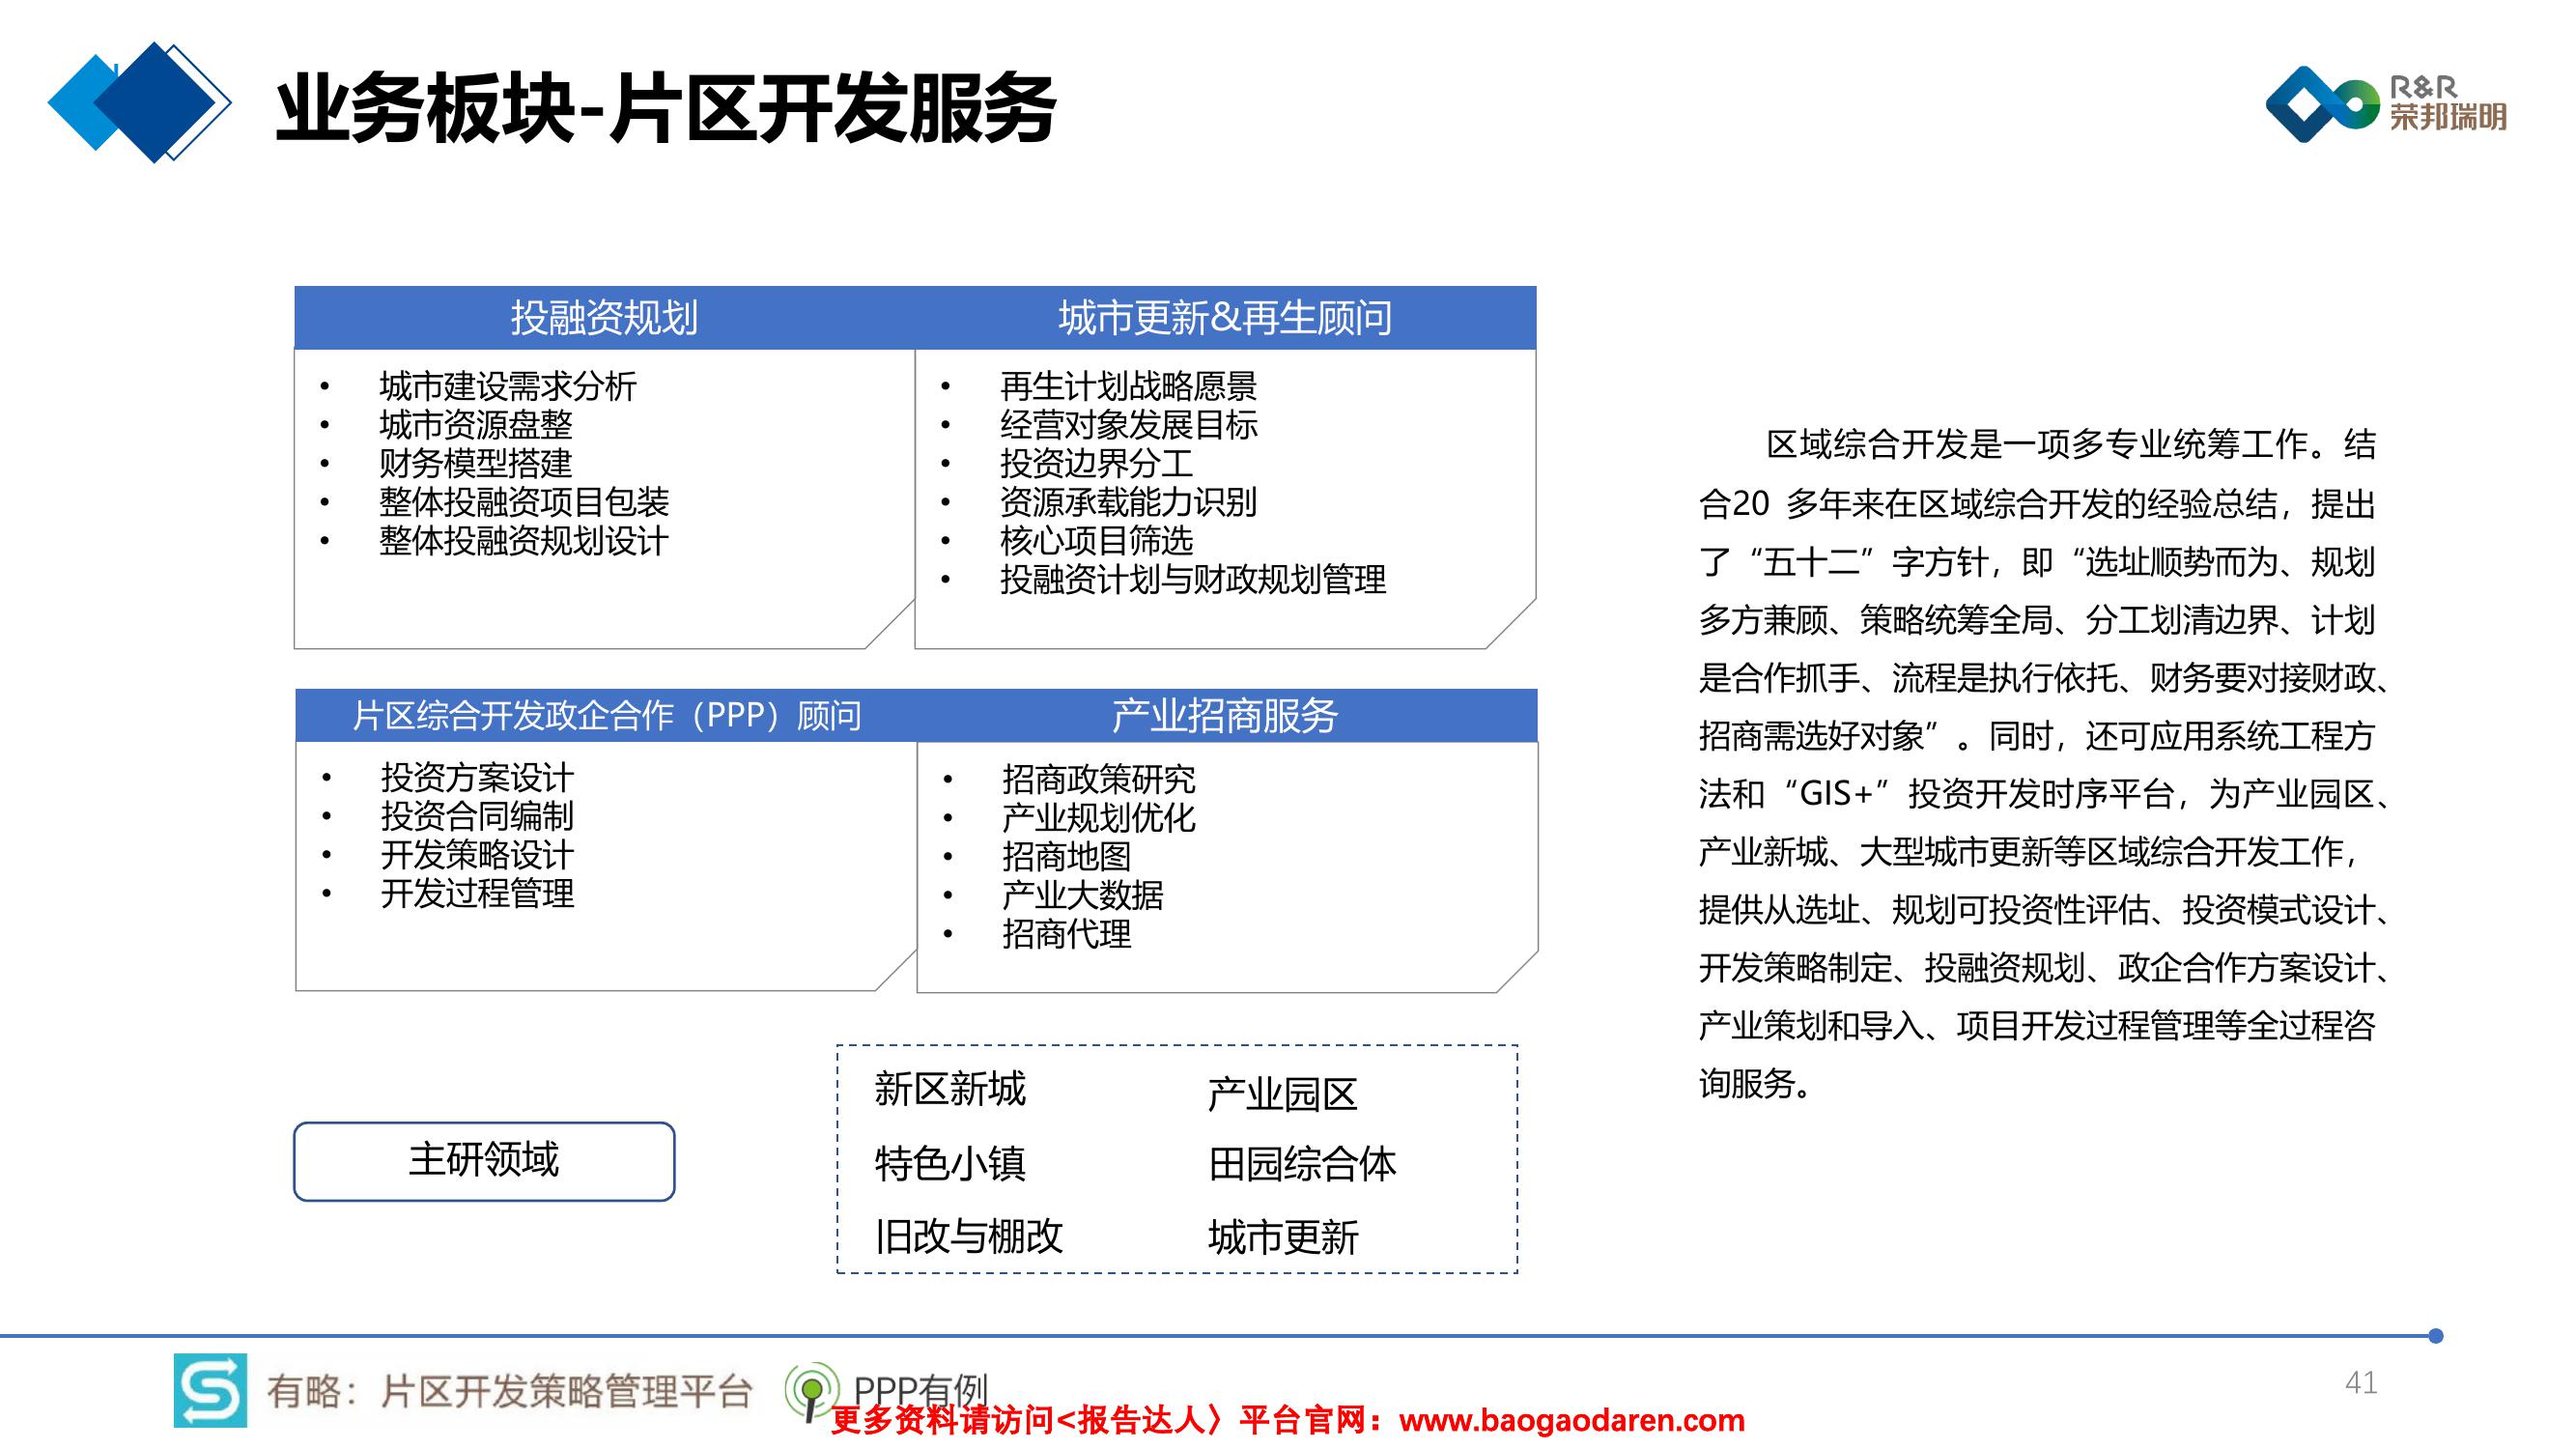 业务板块-片区开发服务
R&R
荣邦瑞明
投融资规划
• 城市建设需求分析
• 城市资源盘整
• 财务模型搭建
• 整体投融资项目包装
• 整体投融资规划设计
城市更新&再生顾问
• 再生计划战略愿景
• 经营对象发展目标
• 投资边界分工
• 资源承载能力识别
• 核心项目筛选
• 投融资计划与财政规划管理
片区综合开发政企合作（PPP）顾问
• 投资方案设计
• 投资合同编制
• 开发策略设计
• 开发过程管理
产业招商服务
• 招商政策研究
• 产业规划优化
• 招商地图
• 产业大数据
• 招商代理
主研领域
新区新城 产业园区
特色小镇 田园综合体
旧改与棚改 城市更新
区域综合开发是一项多专业统筹工作。结
合20 多年来在区域综合开发的经验总结，提出
了“五十二”字方针，即“选址顺势而为、规划
多方兼顾、策略统筹全局、分工划清边界、计划
是合作抓手、流程是执行依托、财务要对接财政、
招商需选好对象”。同时，还可应用系统工程方
法和“GIS+”投资开发时序平台，为产业园区、
产业新城、大型城市更新等区域综合开发工作，
提供从选址、规划可投资性评估、投资模式设计、
开发策略制定、投融资规划、政企合作方案设计、
产业策划和导入、项目开发过程管理等全过程咨
询服务。
有略：片区开发策略管理平台 PPP有例
41
更多资料请访问<报告达人〉平台官网：www.baogaodaren.com